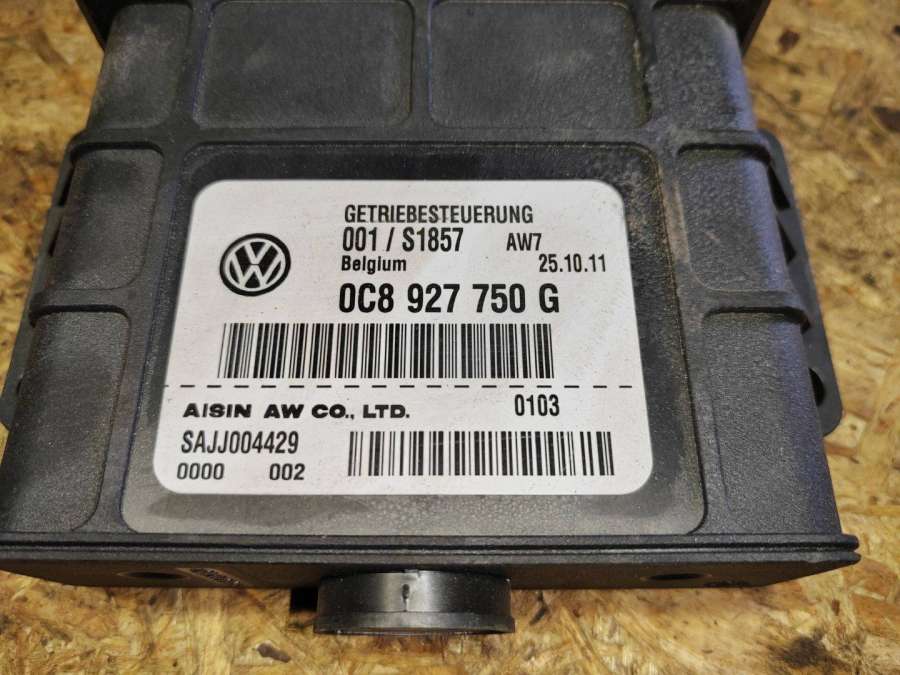 GETRIEBESTEUERUNG
001 / S1857 AW7
Belgium 25.10.11
0C8 927 750 G
AISIN AW CO., LTD. 0103
SAJJ004429
0000 002